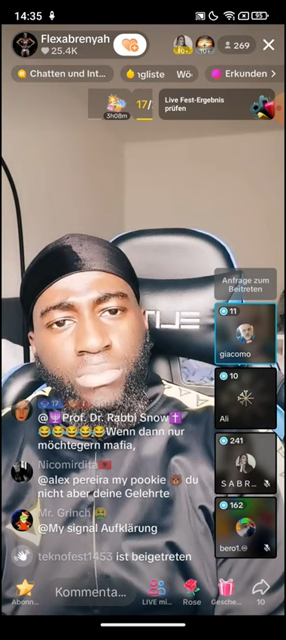 14:35
95
Flexabrenyah
25.4K
269
Chatten und Int...
ngliste
Wö
Erkunden >
3h08m
17/
Live Fest-Ergebnis
prüfen
Anfrage zum
Beitreten
11
giacomo
10
Ali
241
S A B R...
162
bero1.
@Prof. Dr. Rabbi Snow
😂😂😂😂😂Wenn dann nur
möchtegern mafia,
Nicomirdita
@alex pereira my pookie 🐻 du
nicht aber deine Gelehrte
Mr. Grinch
@My signal Aufklärung
teknofest1453 ist beigetreten
Abonn...
Kommenta...
LIVE mi...
Rose
Gesche...
10